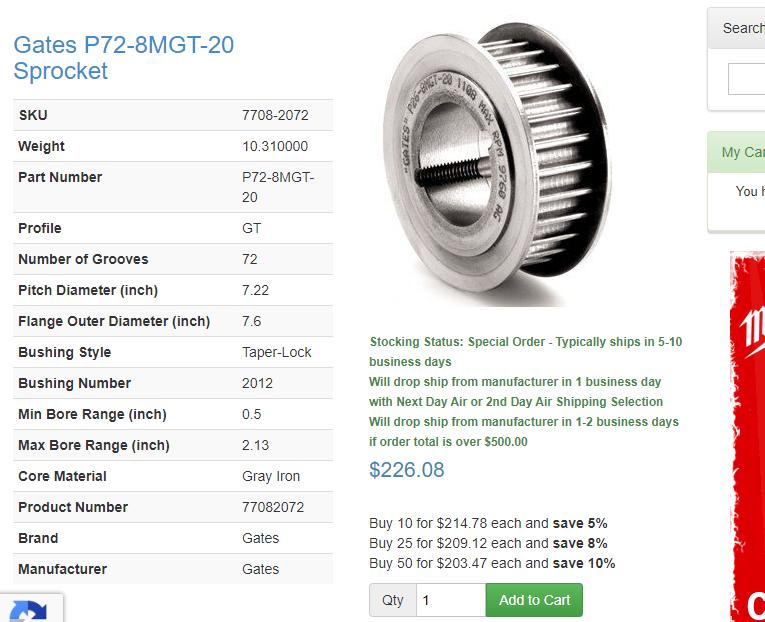 Search
Gates P72-8MGT-20
Sprocket
SKU 7708-2072
Weight 10.310000
Part Number P72-8MGT-
20
Profile GT
Number of Grooves 72
Pitch Diameter (inch) 7.22
Flange Outer Diameter (inch) 7.6
Bushing Style Taper-Lock
Bushing Number 2012
Min Bore Range (inch) 0.5
Max Bore Range (inch) 2.13
Core Material Gray Iron
Product Number 77082072
Brand Gates
Manufacturer Gates
"GATES" P26-8MGT-20 1108 MAX RPM 9760 AG
Stocking Status: Special Order - Typically ships in 5-10
business days
Will drop ship from manufacturer in 1 business day
with Next Day Air or 2nd Day Air Shipping Selection
Will drop ship from manufacturer in 1-2 business days
if order total is over $500.00
$226.08
Buy 10 for $214.78 each and save 5%
Buy 25 for $209.12 each and save 8%
Buy 50 for $203.47 each and save 10%
Qty 1 Add to Cart
My Car
You h